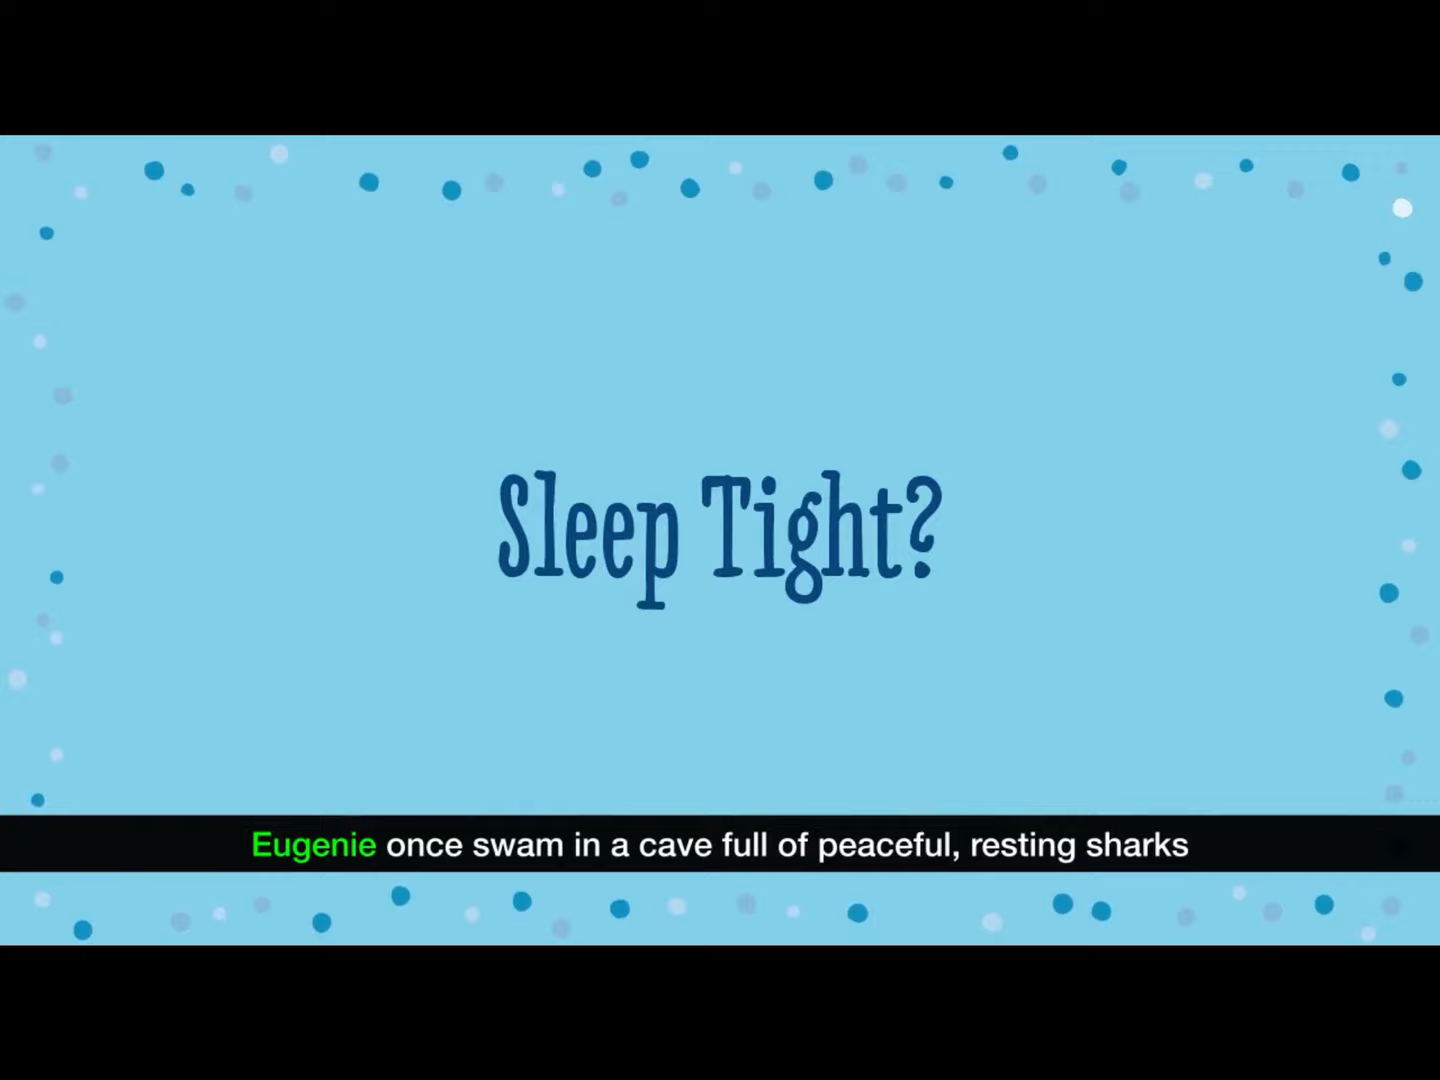 Sleep Tight?
Eugenie once swam in a cave full of peaceful, resting sharks